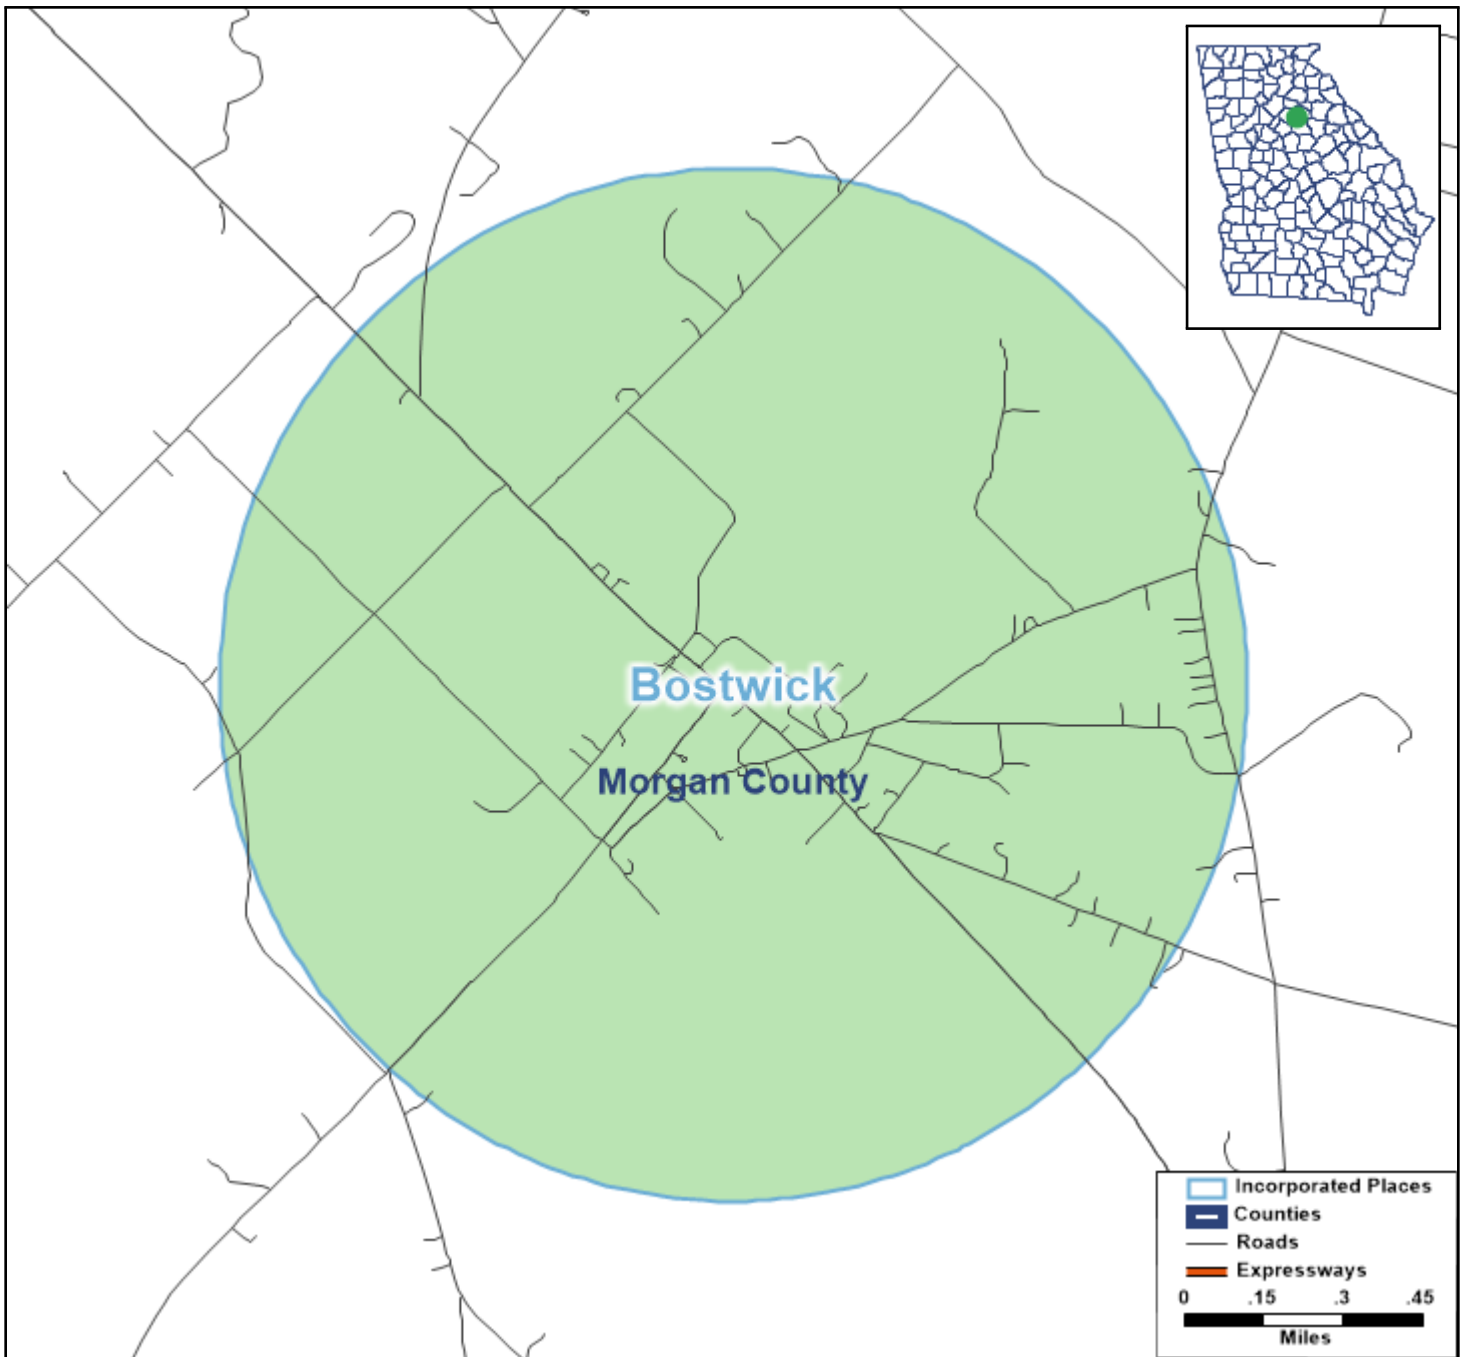 Bostwick
Morgan County
Incorporated Places
Counties
Roads
Expressways
0 .15 .3 .45
Miles